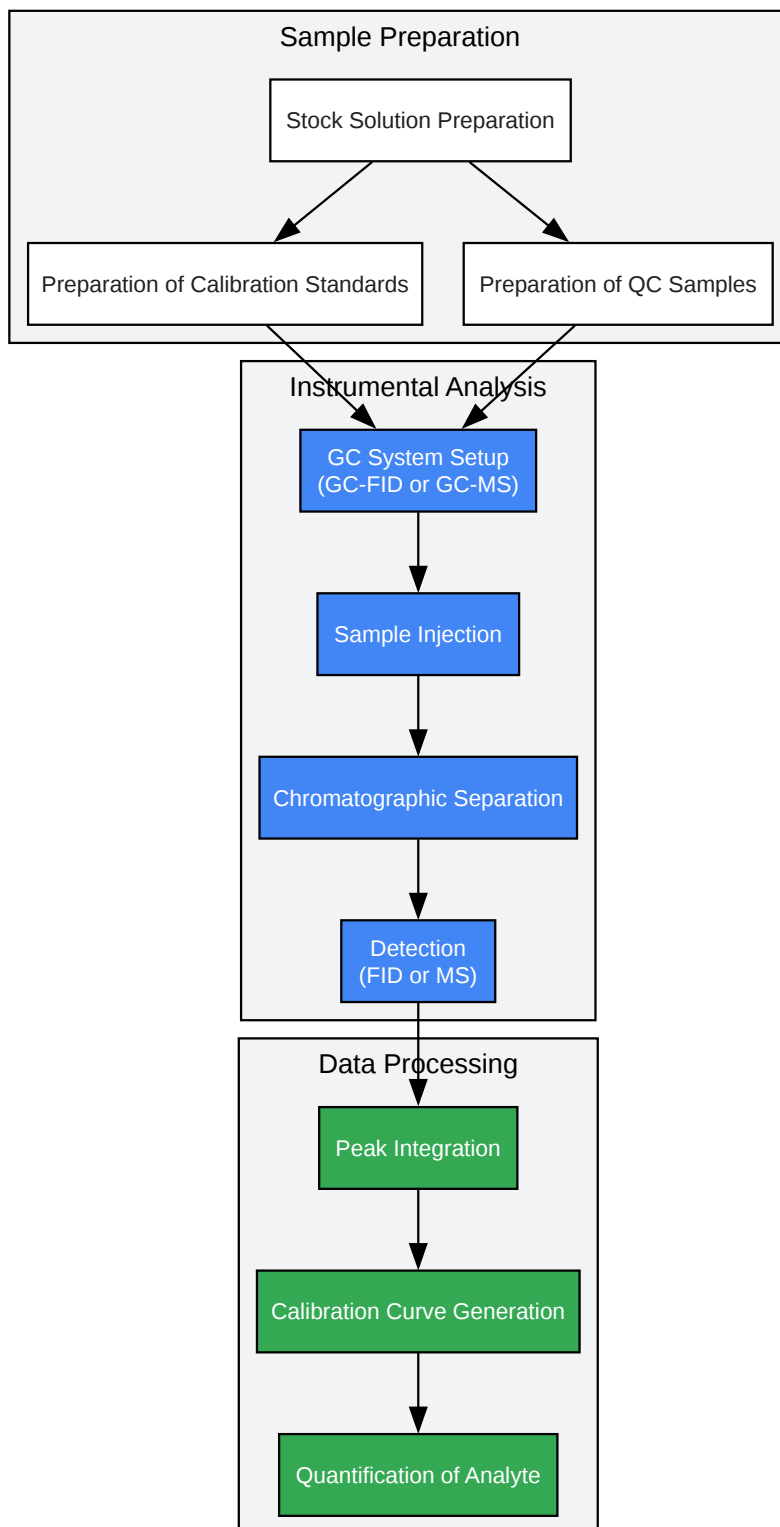 Sample Preparation
Stock Solution Preparation
Preparation of Calibration Standards
Preparation of QC Samples
Instrumental Analysis
GC System Setup
(GC-FID or GC-MS)
Sample Injection
Chromatographic Separation
Detection
(FID or MS)
Data Processing
Peak Integration
Calibration Curve Generation
Quantification of Analyte